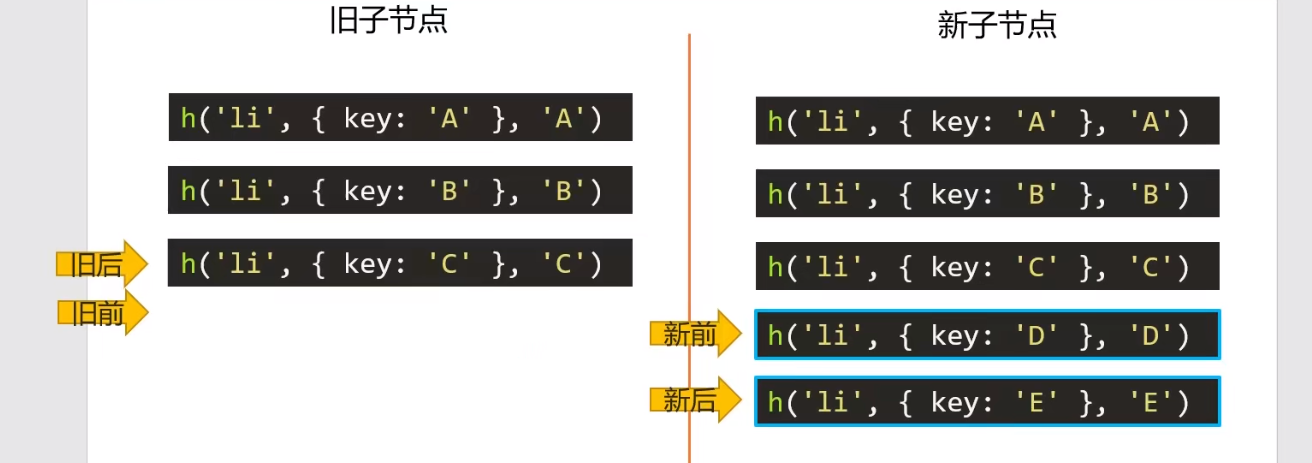 旧子节点
h('li', { key: 'A' }, 'A')
h('li', { key: 'B' }, 'B')
旧后
h('li', { key: 'C' }, 'C')
旧前
新子节点
h('li', { key: 'A' }, 'A')
h('li', { key: 'B' }, 'B')
h('li', { key: 'C' }, 'C')
新前
h('li', { key: 'D' }, 'D')
新后
h('li', { key: 'E' }, 'E')